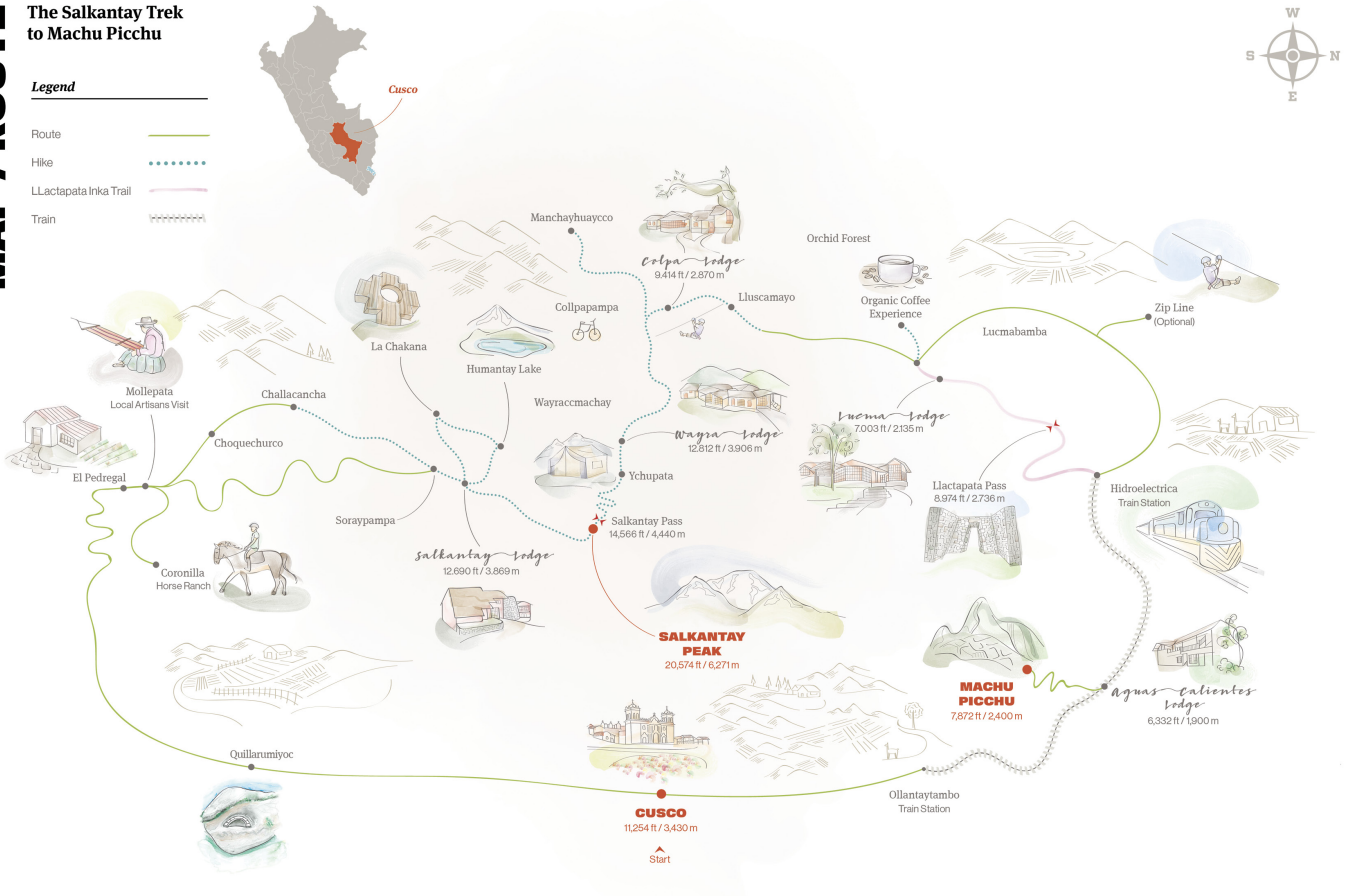 The Salkantay Trek
to Machu Picchu
Legend
Route
Hike
LLactapata Inka Trail
Train
Cusco
W
S
N
E
Manchayhuaycco
Colpa Lodge
9.414 ft / 2.870 m
Orchid Forest
Organic Coffee
Experience
Lluscamayo
Collpapampa
Lucmabamba
Zip Line
(Optional)
La Chakana
Humantay Lake
Mollepata
Local Artisans Visit
Challacancha
Wayraccmachay
Choquechurco
Wayra Lodge
12.812 ft / 3.906 m
Lucma Lodge
7.003 ft / 2.135 m
El Pedregal
Ychupata
Llactapata Pass
8.974 ft / 2.736 m
Hidroelectrica
Train Station
Soraypampa
Salkantay Pass
14,566 ft / 4,440 m
Salkantay Lodge
12.690 ft / 3.869 m
Coronilla
Horse Ranch
SALKANTAY
PEAK
20,574 ft / 6,271 m
MACHU
PICCHU
7,872 ft / 2,400 m
Aguas Calientes
Lodge
6,332 ft / 1,900 m
Quillarumiyoc
Ollantaytambo
Train Station
CUSCO
11,254 ft / 3,430 m
Start